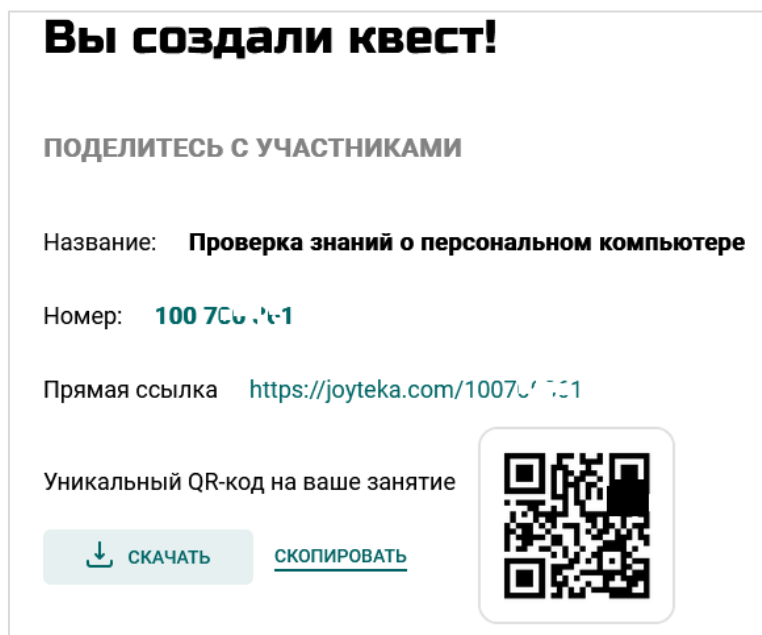 Вы создали квест!
ПОДЕЛИТЕСЬ С УЧАСТНИКАМИ
Название: Проверка знаний о персональном компьютере
Номер: 100
Прямая ссылка
Уникальный QR-код на ваше занятие
СКАЧАТЬ СКОПИРОВАТЬ